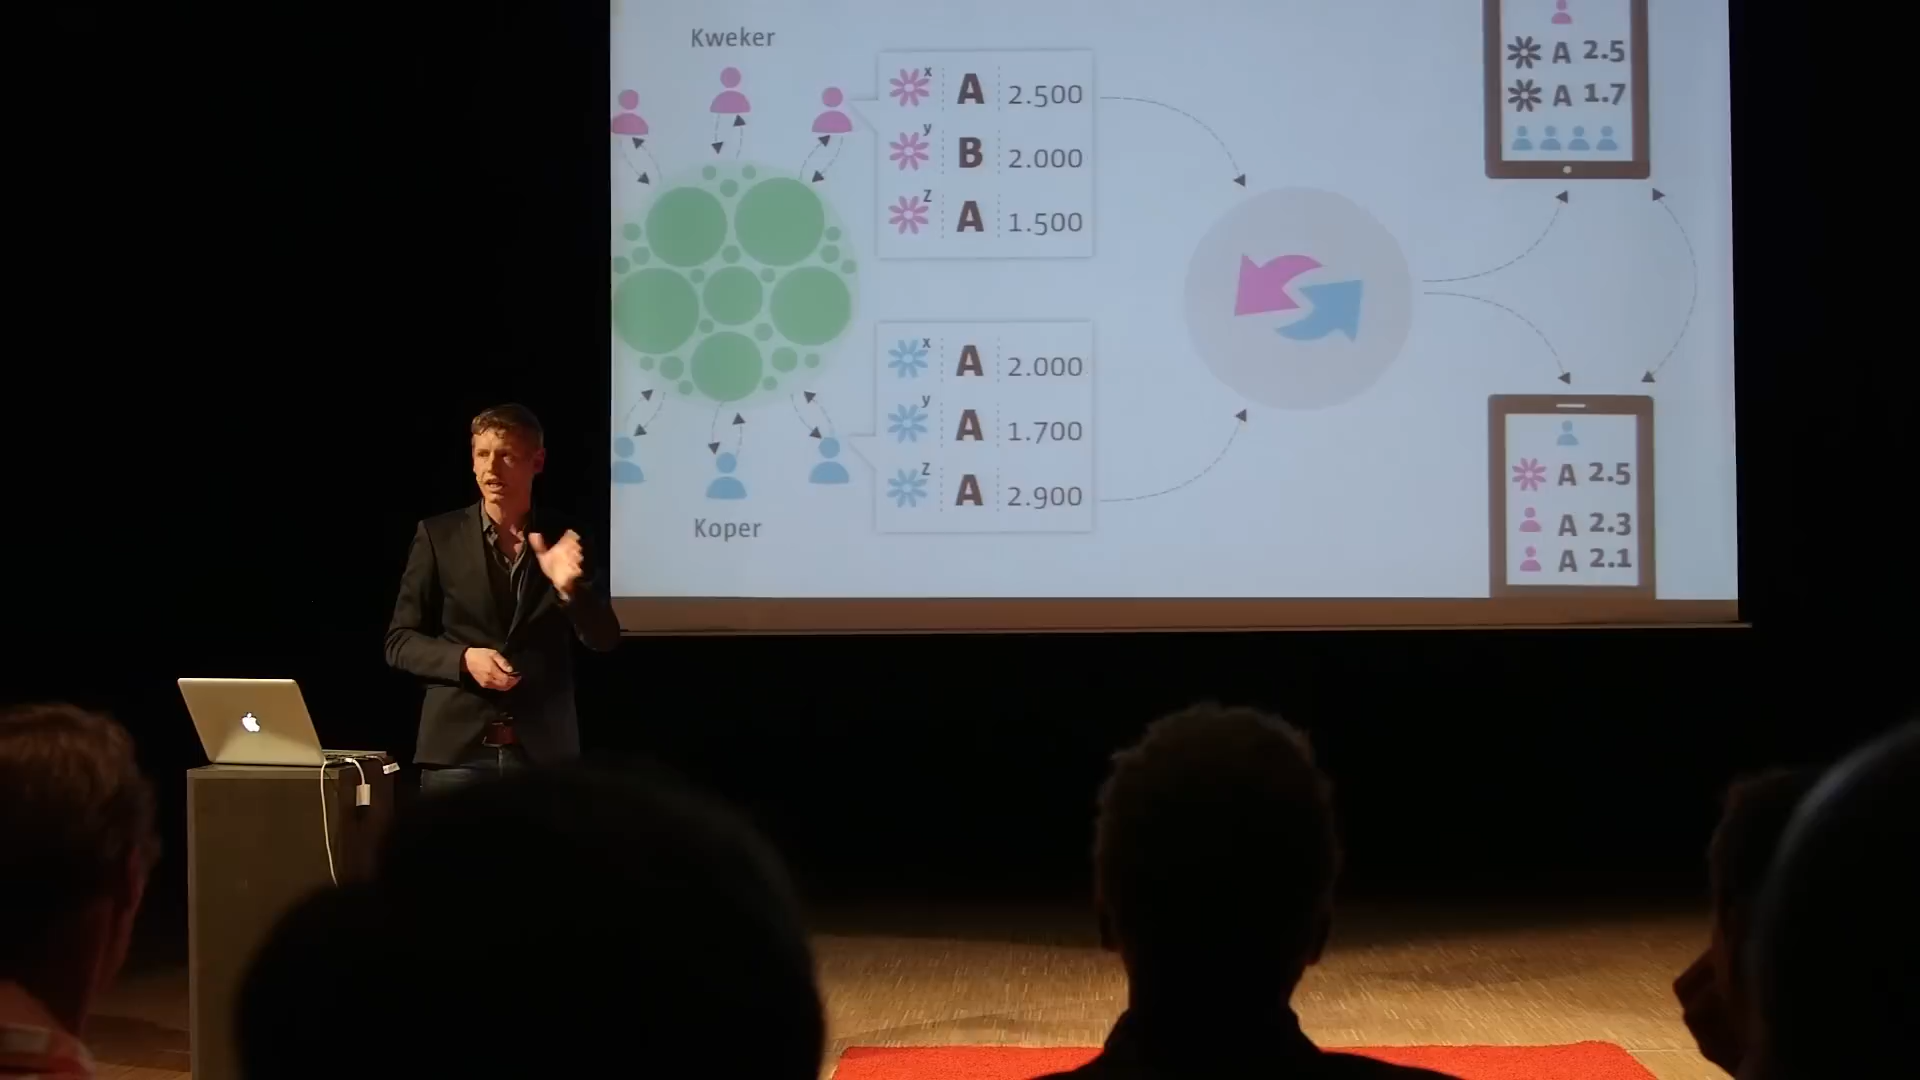 Kweker
x A 2.500
y B 2.000
z A 1.500
x A 2.000
y A 1.700
z A 2.900
Koper
A 2.5
A 1.7
A 2.5
A 2.3
A 2.1